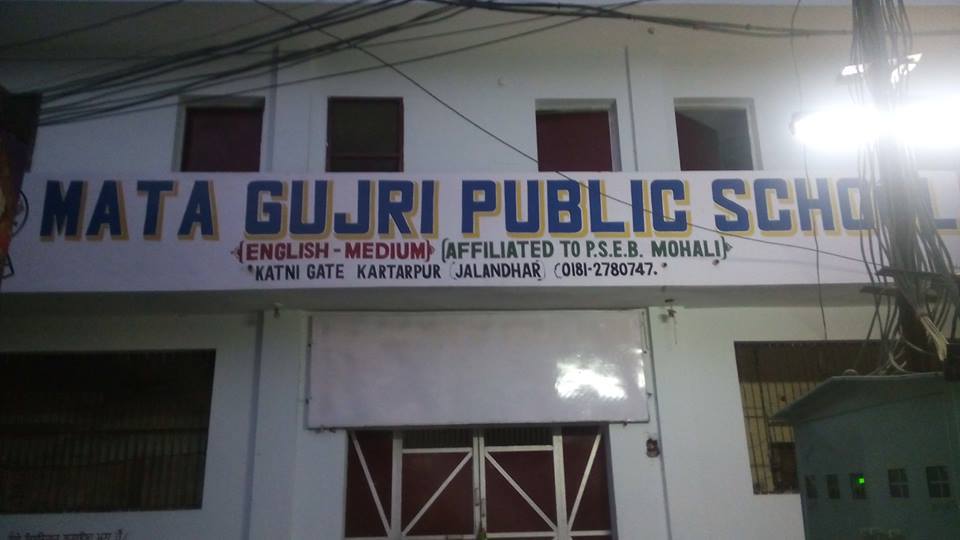 MATA GUJRI PUBLIC SCHOOL
{ENGLISH-MEDIUM} {AFFILIATED TO P.S.E.B. MOHALI}
KATNI GATE KARTARPUR (JALANDHAR) (0181-2780747.